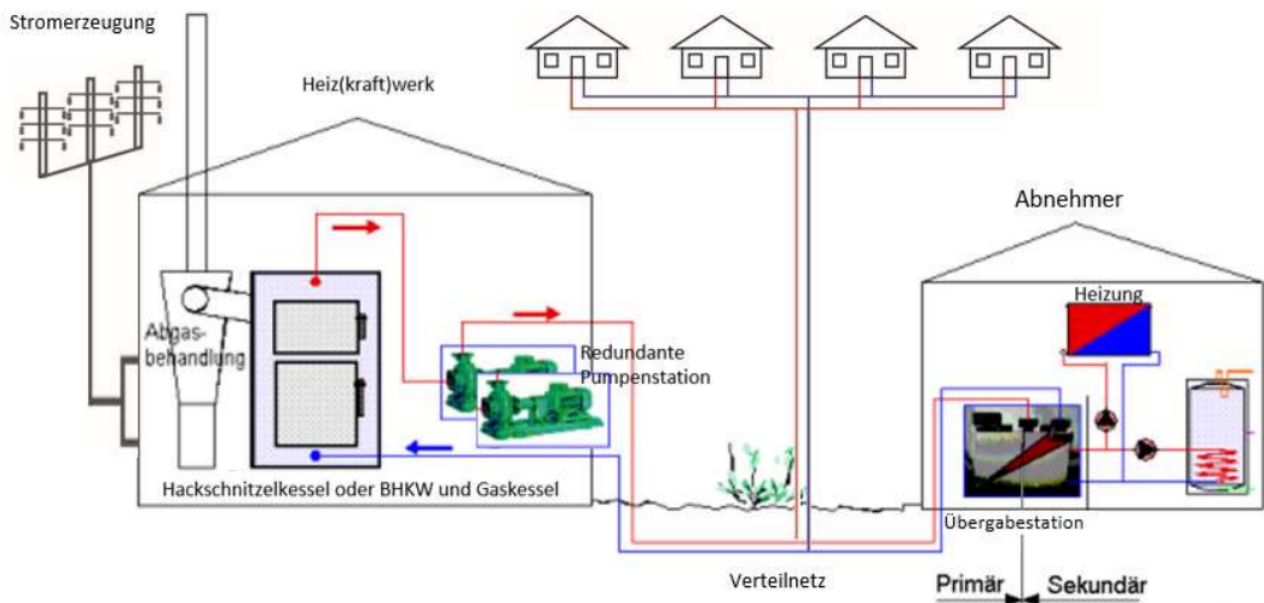 Stromerzeugung
Heiz(kraft)werk
Abnehmer
Heizung
Abgas-
behandlung
Redundante
Pumpenstation
Hackschnitzelkessel oder BHKW und Gaskessel
Übergabestation
Verteilnetz
Primär Sekundär